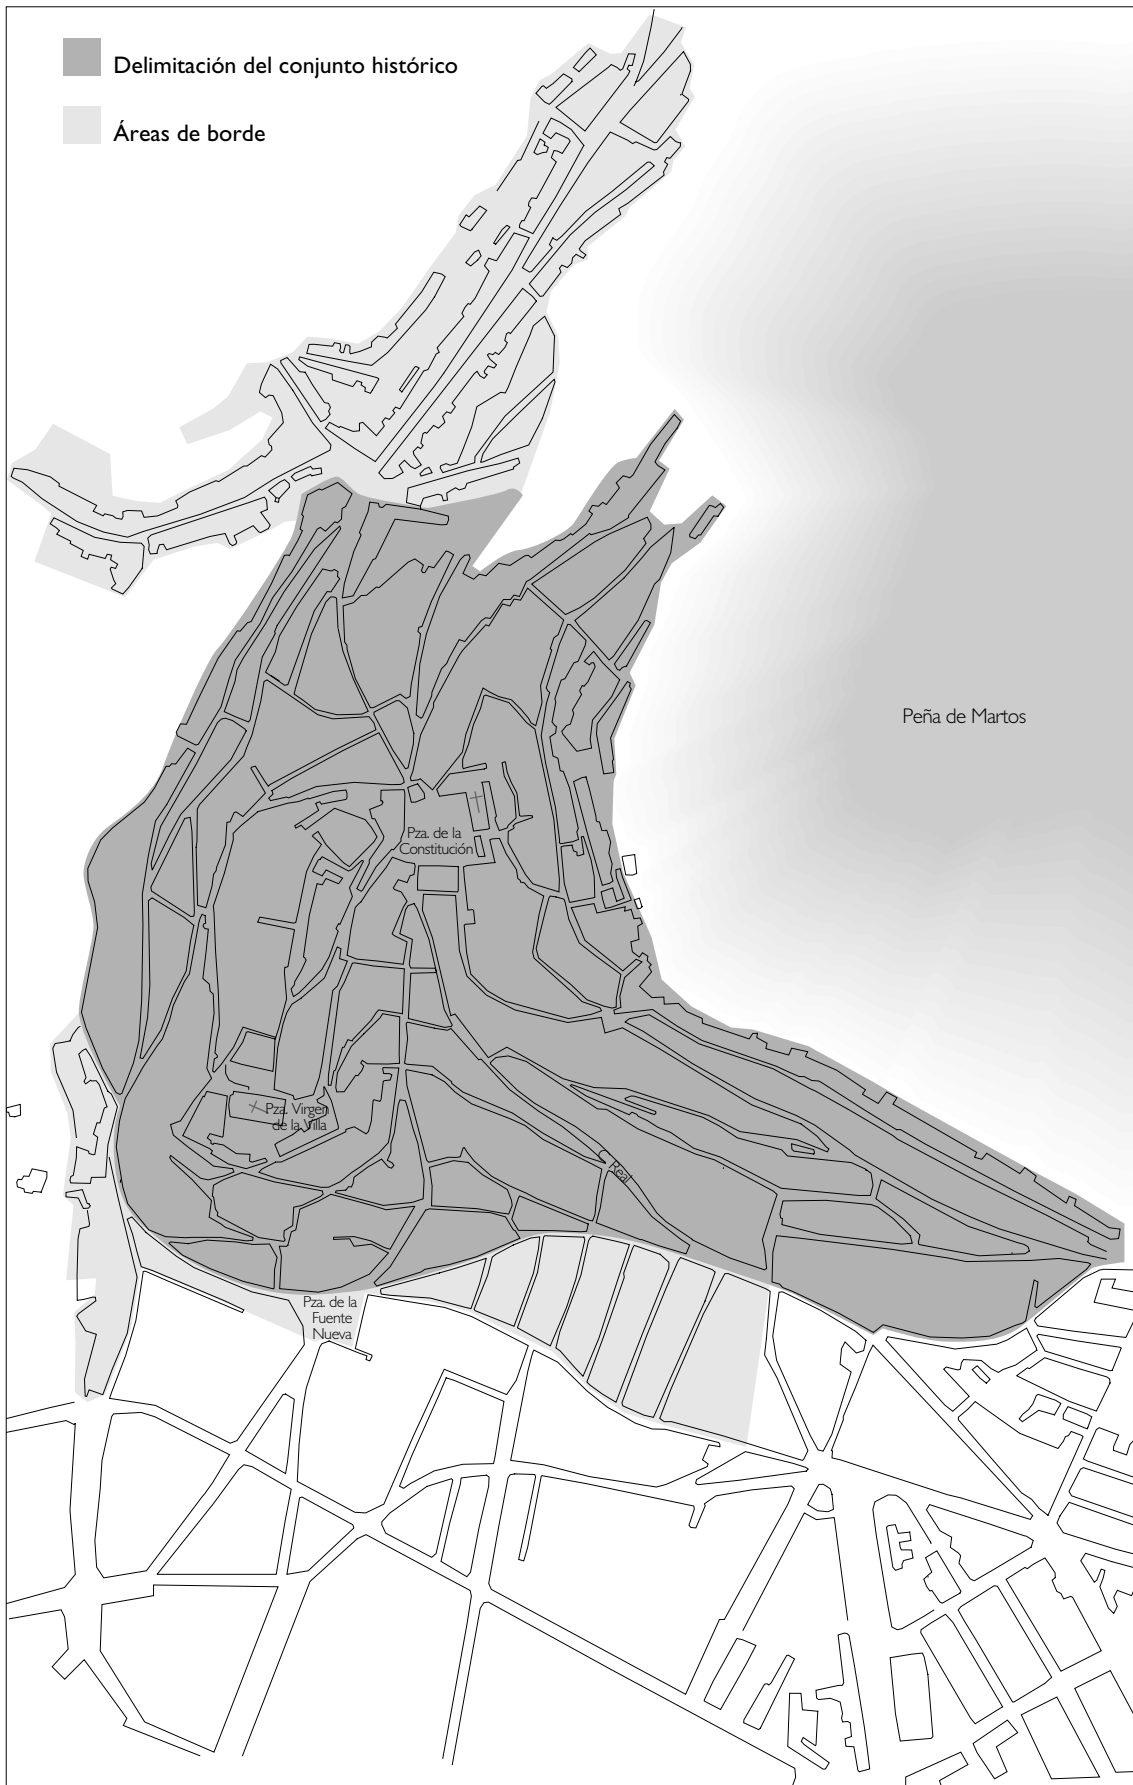 Delimitación del conjunto histórico
Áreas de borde
Peña de Martos
Pza. de la
Constitución
Pza. Virgen
de la Villa
C. Real
Pza. de la
Fuente
Nueva